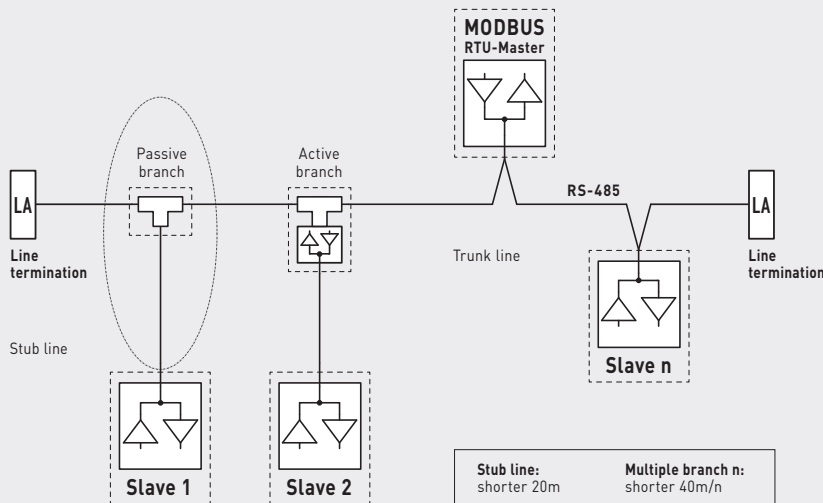 MODBUS
RTU-Master
Passive
branch
Active
branch
RS-485
LA
LA
Line
termination
Trunk line
Line
termination
Stub line
Slave n
Slave 1
Slave 2
Stub line:
shorter 20m
Multiple branch n:
shorter 40m/n